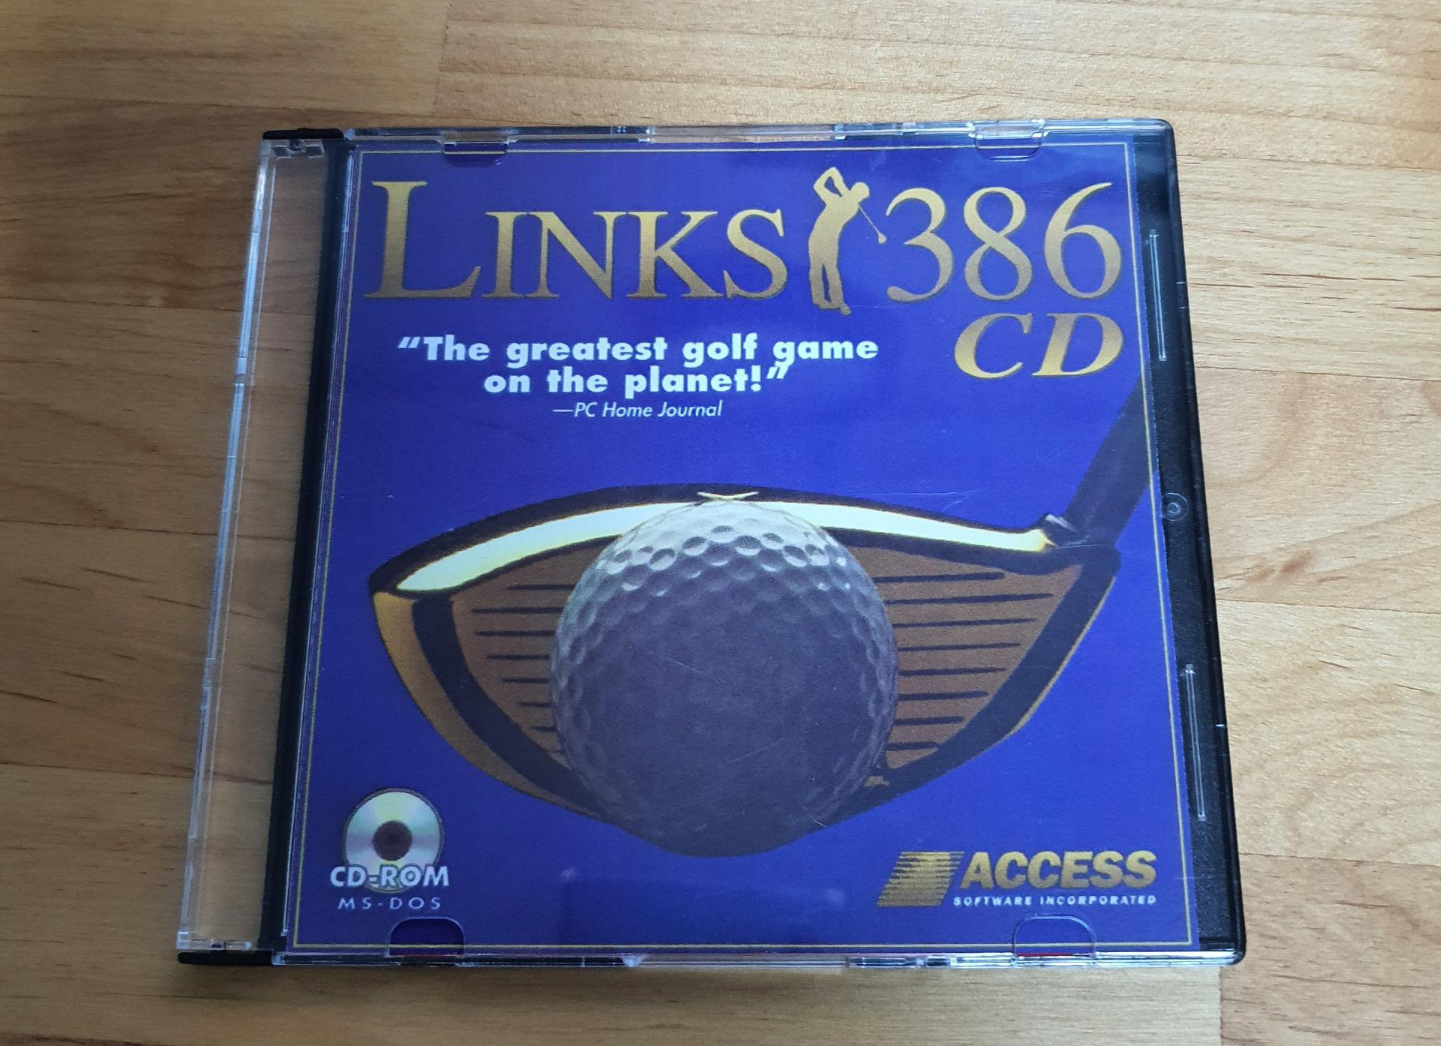 LINKS 386
CD
“The greatest golf game
on the planet!”
—PC Home Journal
CD-ROM
MS-DOS
ACCESS
SOFTWARE INCORPORATED